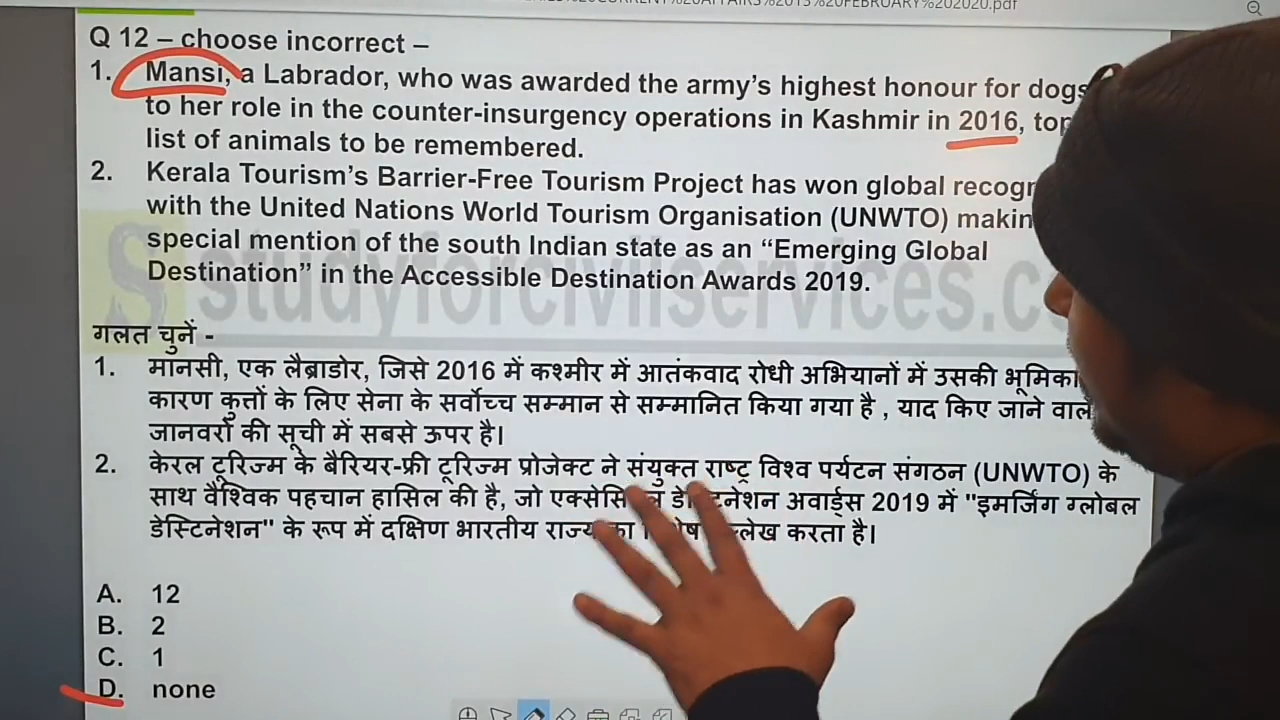 FEBRUARY%202020.pdf
Q 12 – choose incorrect –
1. Mansi, a Labrador, who was awarded the army's highest honour for dogs
to her role in the counter-insurgency operations in Kashmir in 2016,
list of animals to be remembered.
2. Kerala Tourism's Barrier-Free Tourism Project has won global
with the United Nations World Tourism Organisation (UNWTO)
special mention of the south Indian state as an “Emerging Global
Destination” in the Accessible Destination Awards 2019.
studyforcivilservices.c
गलत चुनें -
1. मानसी, एक लैब्राडोर, जिसे 2016 में कश्मीर में आतंकवाद रोधी अभियानों में उसकी भूमिका
कारण कुत्तों के लिए सेना के सर्वोच्च सम्मान से सम्मानित किया गया है , याद किए जाने
जानवरों की सूची में सबसे ऊपर है।
2. केरल टूरिज्म के बैरियर-फ्री टूरिज्म प्रोजेक्ट ने संयुक्त राष्ट्र विश्व पर्यटन संगठन (UNWTO) के
साथ वैश्विक पहचान हासिल की है, जो अवार्ड्स 2019 में "इमर्जिंग ग्लोबल
डेस्टिनेशन" के रूप में दक्षिण भारतीय राज्य करता है।
A. 12
B. 2
C. 1
D. none